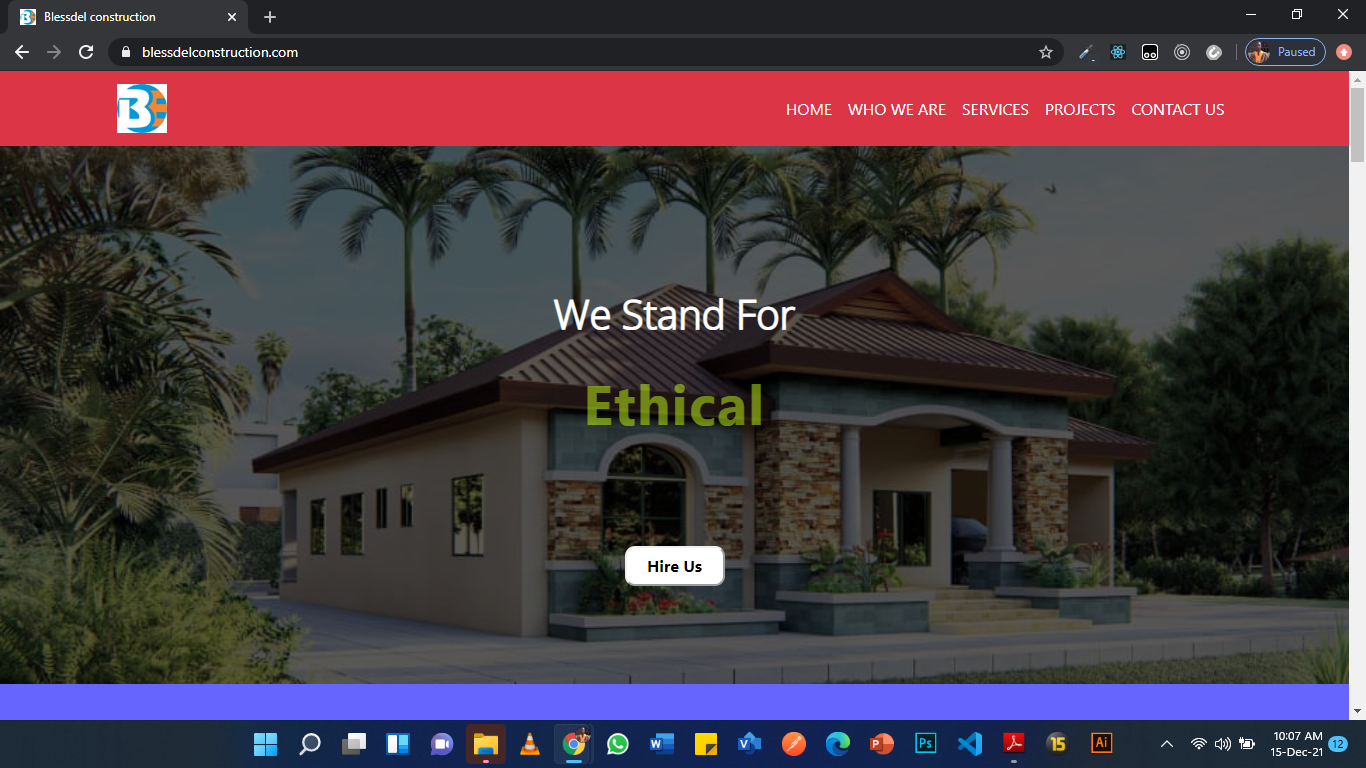 Blessdel construction
blessdelconstruction.com
Paused
B
HOME WHO WE ARE SERVICES PROJECTS CONTACT US
We Stand For
Ethical
Hire Us
W
P
Ps
15
Ai
10:07 AM
15-Dec-21
12